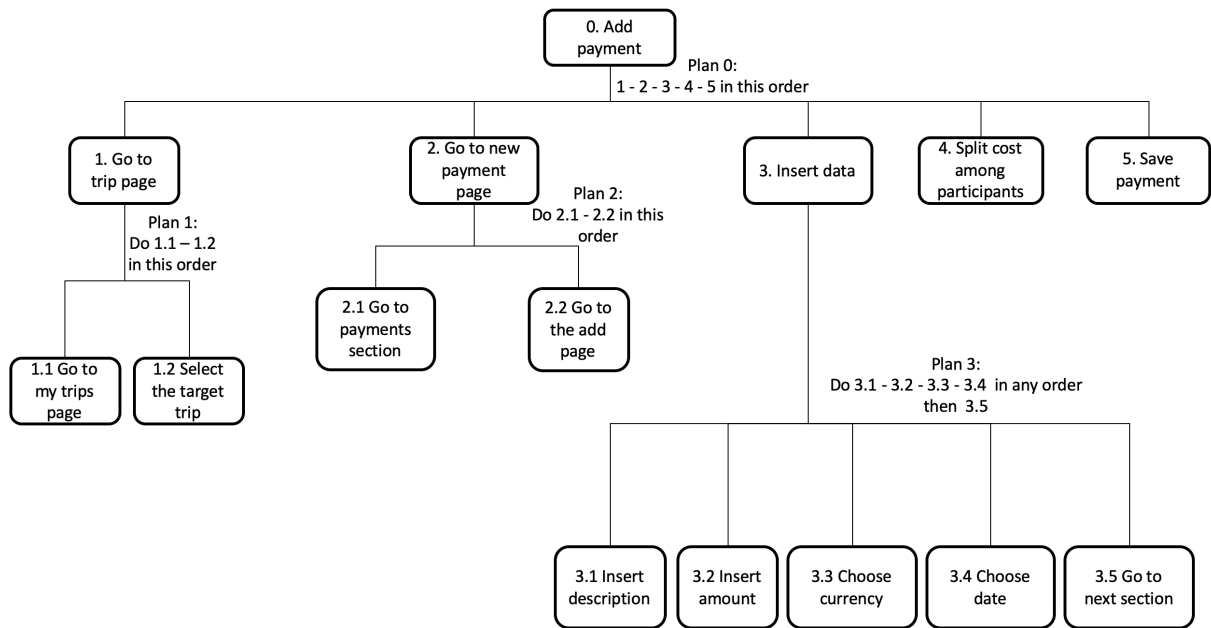 0. Add
payment
Plan 0:
1 - 2 - 3 - 4 - 5 in this order
1. Go to
trip page
2. Go to new
payment
page
3. Insert data
4. Split cost
among
participants
5. Save
payment
Plan 1:
Do 1.1 – 1.2
in this order
Plan 2:
Do 2.1 - 2.2 in this
order
1.1 Go to
my trips
page
1.2 Select
the target
trip
2.1 Go to
payments
section
2.2 Go to
the add
page
Plan 3:
Do 3.1 - 3.2 - 3.3 - 3.4 in any order
then 3.5
3.1 Insert
description
3.2 Insert
amount
3.3 Choose
currency
3.4 Choose
date
3.5 Go to
next section